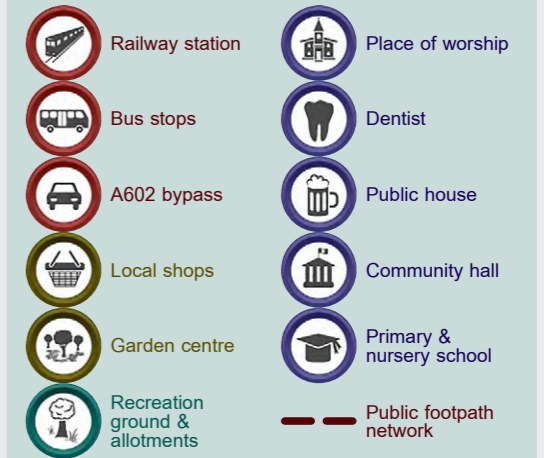 Railway station
Bus stops
A602 bypass
Local shops
Garden centre
Recreation
ground &
allotments
Place of worship
Dentist
Public house
Community hall
Primary &
nursery school
Public footpath
network